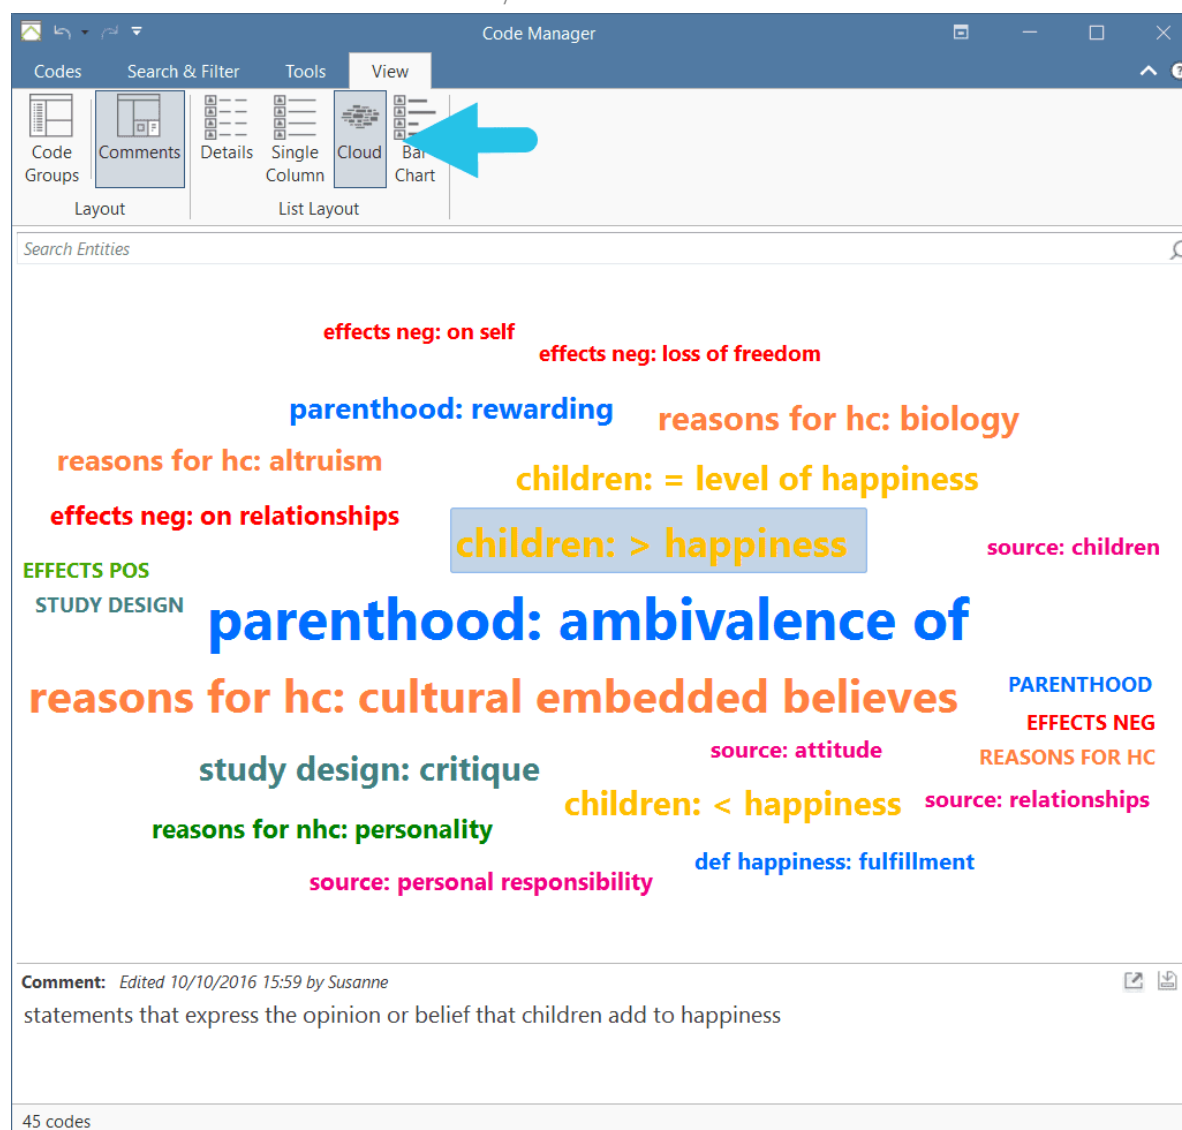 Code Manager
Codes Search & Filter Tools View
Code Groups
Comments
Details
Single Column
Cloud
Bar Chart
Layout
List Layout
Search Entities
effects neg: on self
effects neg: loss of freedom
parenthood: rewarding
reasons for hc: biology
reasons for hc: altruism
children: = level of happiness
effects neg: on relationships
children: > happiness
source: children
EFFECTS POS
STUDY DESIGN
parenthood: ambivalence of
reasons for hc: cultural embedded believes
PARENTHOOD
EFFECTS NEG
source: attitude
REASONS FOR HC
study design: critique
children: < happiness
source: relationships
reasons for nhc: personality
def happiness: fulfillment
source: personal responsibility
Comment: Edited 10/10/2016 15:59 by Susanne
statements that express the opinion or belief that children add to happiness
45 codes